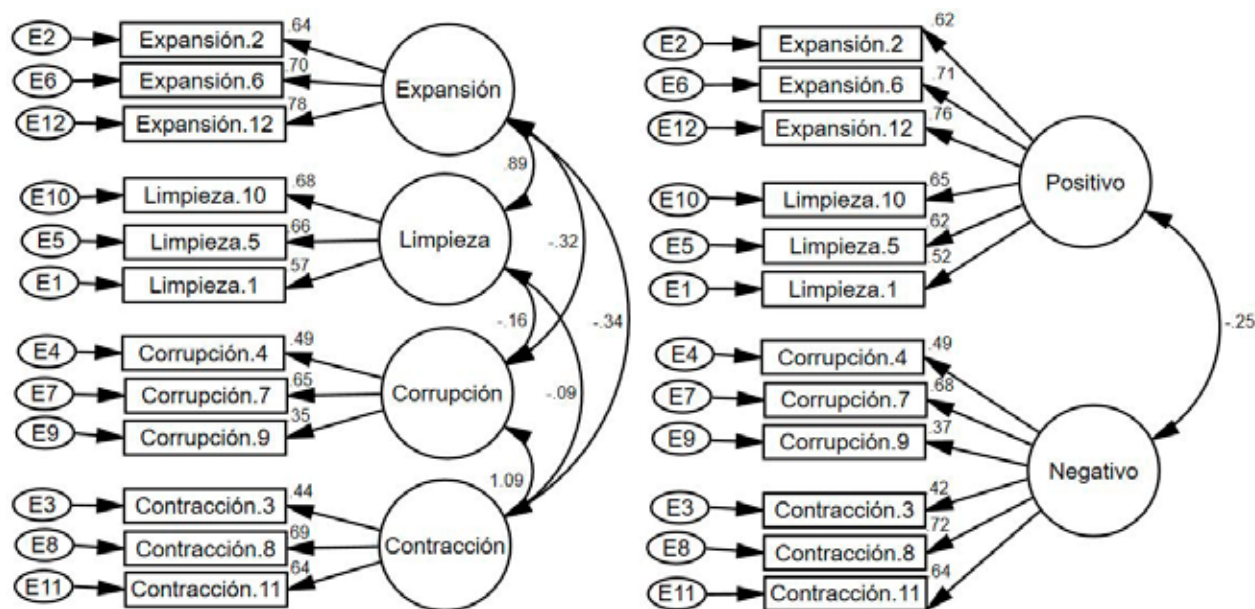 E2 Expansión.2 .64
E6 Expansión.6 .70
E12 Expansión.12 .78
Expansión
E10 Limpieza.10 .68
E5 Limpieza.5 .66
E1 Limpieza.1 .57
Limpieza
E4 Corrupción.4 .49
E7 Corrupción.7 .65
E9 Corrupción.9 .35
Corrupción
E3 Contracción.3 .44
E8 Contracción.8 .69
E11 Contracción.11 .64
Contracción
.89
-.32
-.16
-.34
-.09
1.09
E2 Expansión.2 .62
E6 Expansión.6 .71
E12 Expansión.12 .76
E10 Limpieza.10 .65
E5 Limpieza.5 .62
E1 Limpieza.1 .52
Positivo
E4 Corrupción.4 .49
E7 Corrupción.7 .68
E9 Corrupción.9 .37
E3 Contracción.3 .42
E8 Contracción.8 .72
E11 Contracción.11 .64
Negativo
-.25